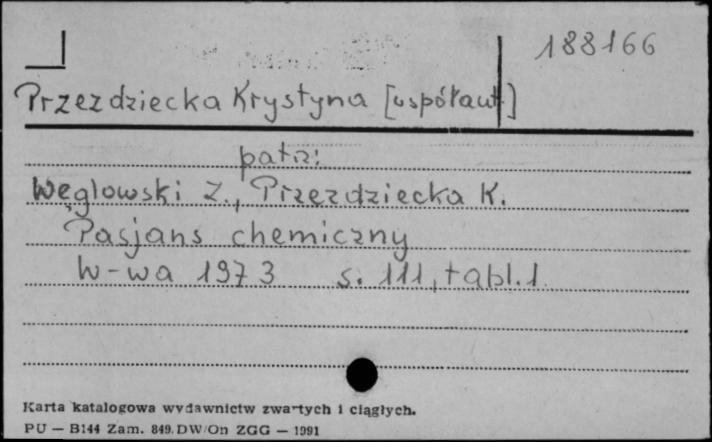 188166
Przezdziecka Krystyna [współaut.]
patrz:
Węglowski Z., Przezdziecka K.
Pasjans chemiczny
W-wa 1973 s. 111, tabl. 1
Karta katalogowa wydawnictw zwartych i ciągłych.
PU — B144 Zam. 849. DW/On ZGG — 1991